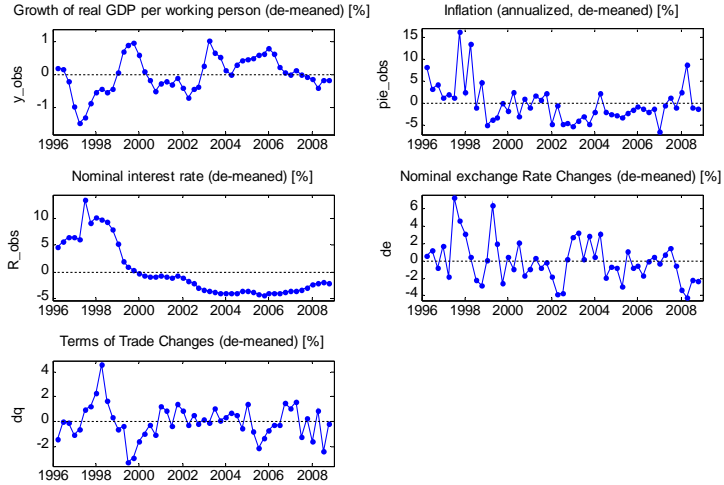 Growth of real GDP per working person (de-meaned) [%]
y_obs
1
0
-1
1996 1998 2000 2002 2004 2006 2008
Inflation (annualized, de-meaned) [%]
pie_obs
15
10
5
0
-5
1996 1998 2000 2002 2004 2006 2008
Nominal interest rate (de-meaned) [%]
R_obs
10
5
0
-5
1996 1998 2000 2002 2004 2006 2008
Nominal exchange Rate Changes (de-meaned) [%]
de
6
4
2
0
-2
-4
1996 1998 2000 2002 2004 2006 2008
Terms of Trade Changes (de-meaned) [%]
dq
4
2
0
-2
1996 1998 2000 2002 2004 2006 2008